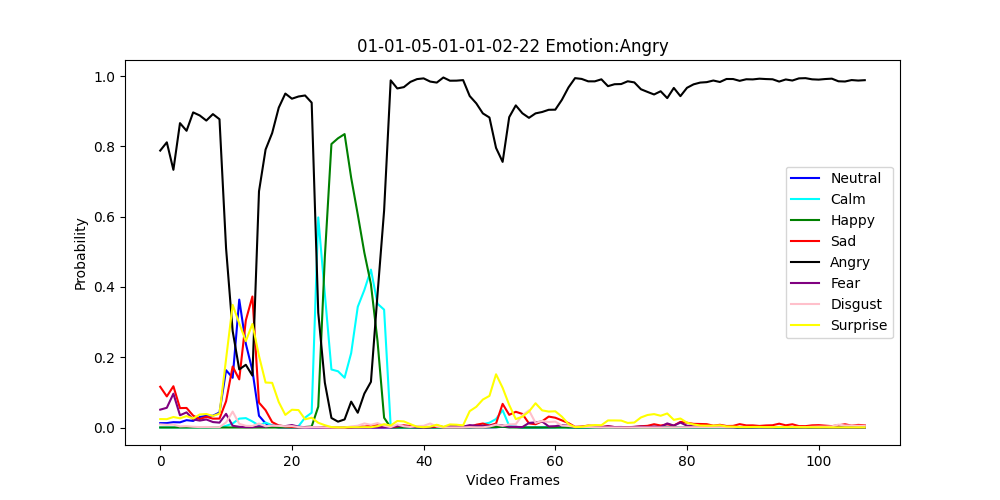 01-01-05-01-01-02-22 Emotion:Angry
Probability
1.0
0.8
0.6
0.4
0.2
0.0
Neutral
Calm
Happy
Sad
Angry
Fear
Disgust
Surprise
0 20 40 60 80 100
Video Frames